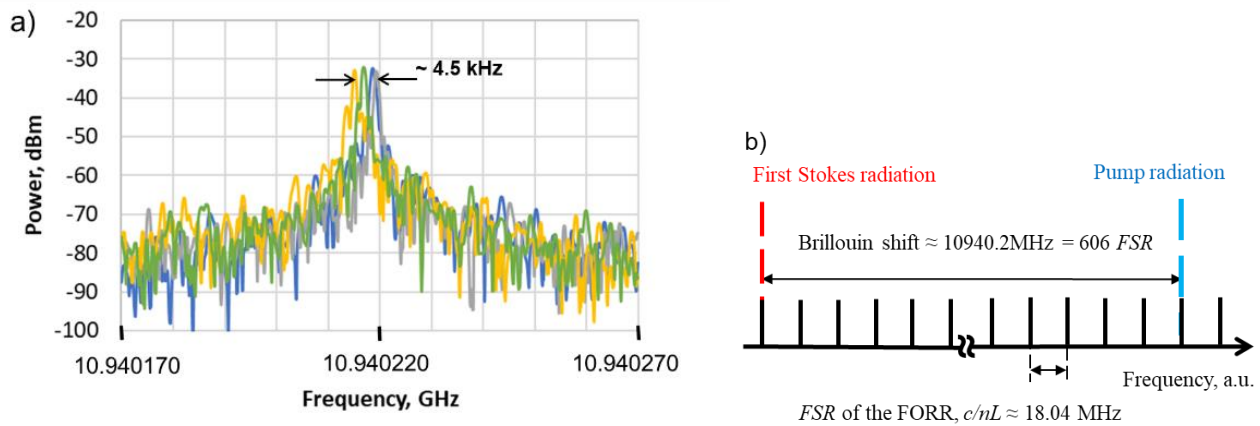 a)
-20
-30
-40
-50
-60
-70
-80
-90
-100
Power, dBm
~ 4.5 kHz
10.940170
10.940220
10.940270
Frequency, GHz
b)
First Stokes radiation
Pump radiation
Brillouin shift ≈ 10940.2MHz = 606 FSR
Frequency, a.u.
FSR of the FORR, c/nL ≈ 18.04 MHz